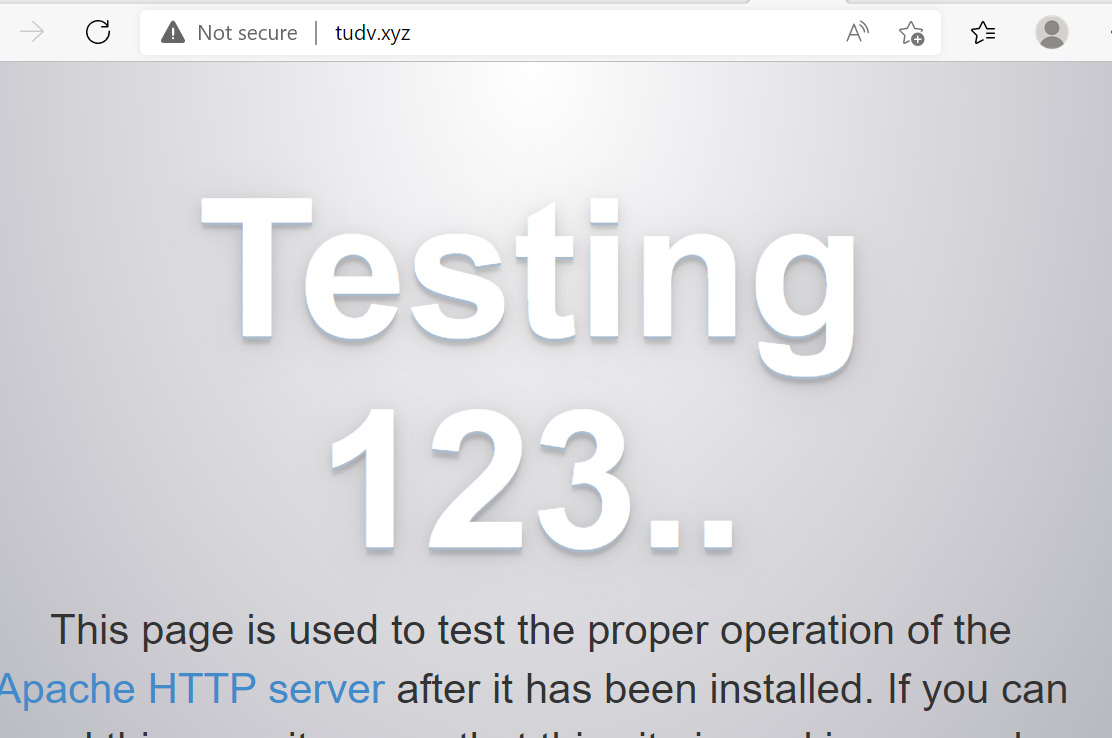 Not secure | tudv.xyz
Testing
123..
This page is used to test the proper operation of the
Apache HTTP server after it has been installed. If you can